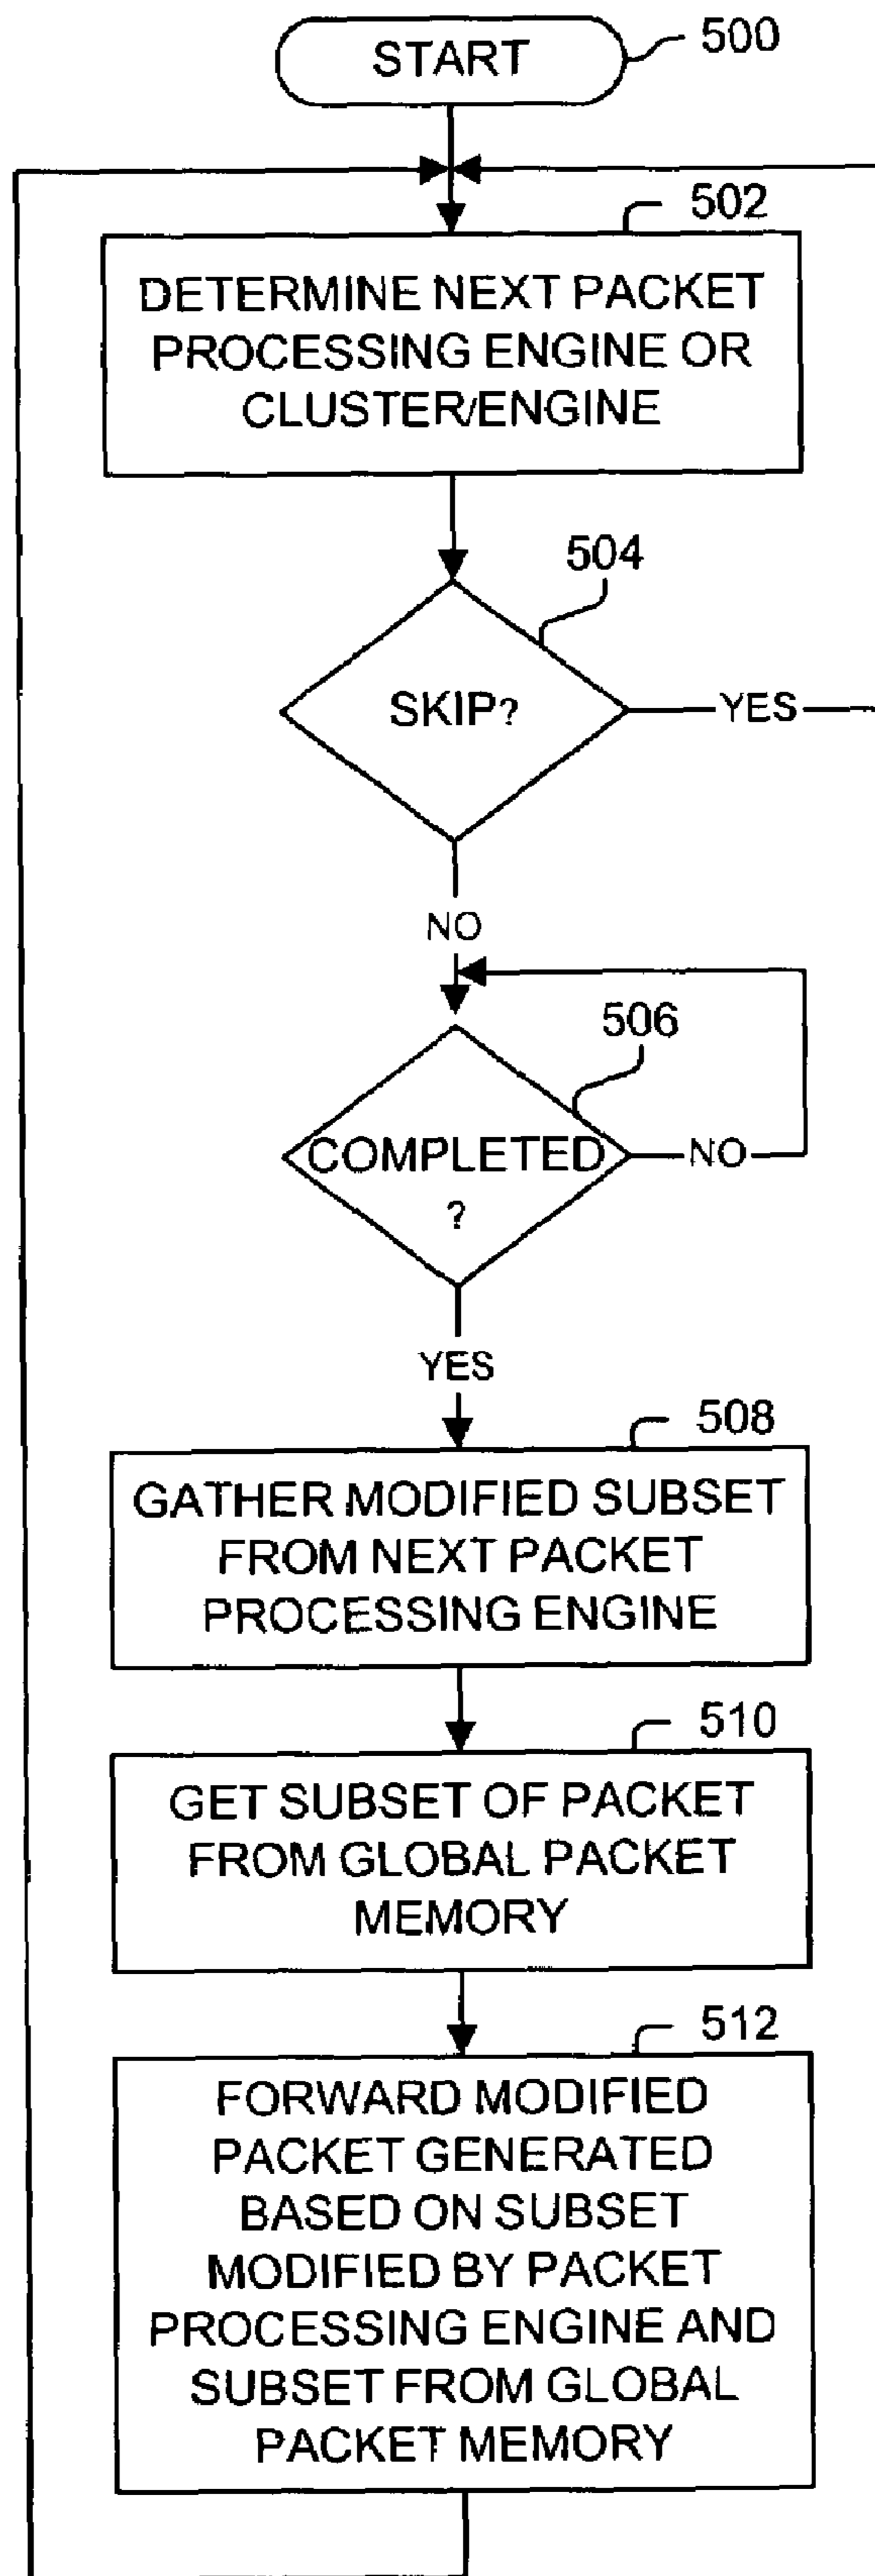 START
500
502
DETERMINE NEXT PACKET
PROCESSING ENGINE OR
CLUSTER/ENGINE
504
SKIP?
YES
NO
506
COMPLETED
?
NO
YES
508
GATHER MODIFIED SUBSET
FROM NEXT PACKET
PROCESSING ENGINE
510
GET SUBSET OF PACKET
FROM GLOBAL PACKET
MEMORY
512
FORWARD MODIFIED
PACKET GENERATED
BASED ON SUBSET
MODIFIED BY PACKET
PROCESSING ENGINE AND
SUBSET FROM GLOBAL
PACKET MEMORY